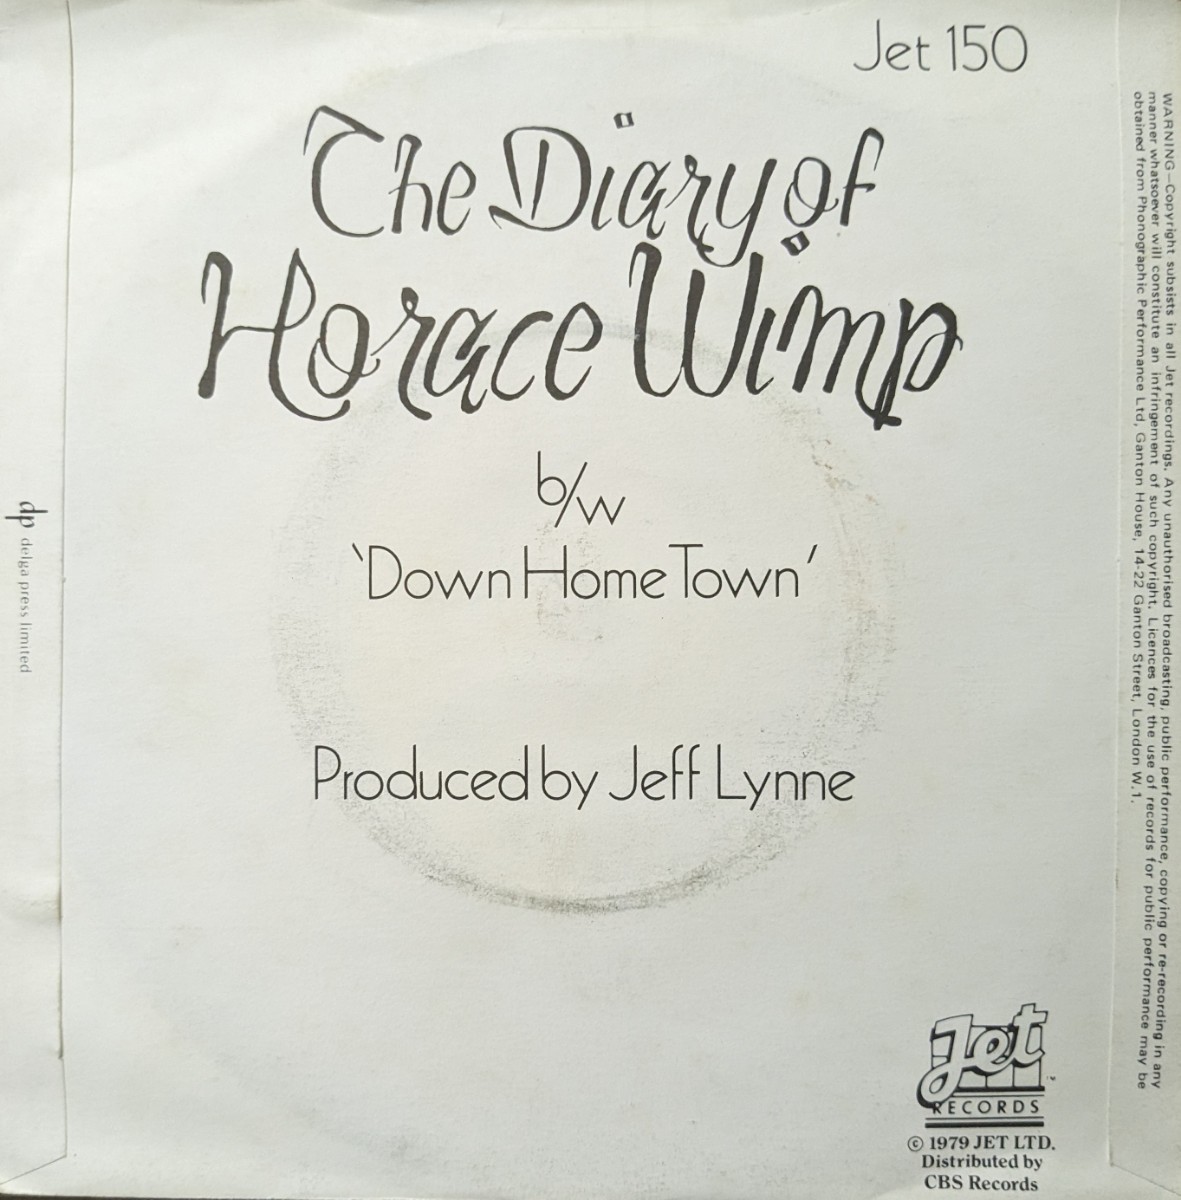 Jet 150
The Diary of
Horace Wimp
b/w
‘Down Home Town’
Produced by Jeff Lynne
Jet
RECORDS
© 1979 JET LTD.
Distributed by
CBS Records
dp delga press limited
WARNING—Copyright subsists in all Jet recordings. Any unauthorised broadcasting, public performance, copying or re-recording in any
manner whatsoever will constitute an infringement of such copyright. Licences for the use of records for public performance may be
obtained from Phonographic Performance Ltd, Ganton House, 14-22 Ganton Street, London W.1.